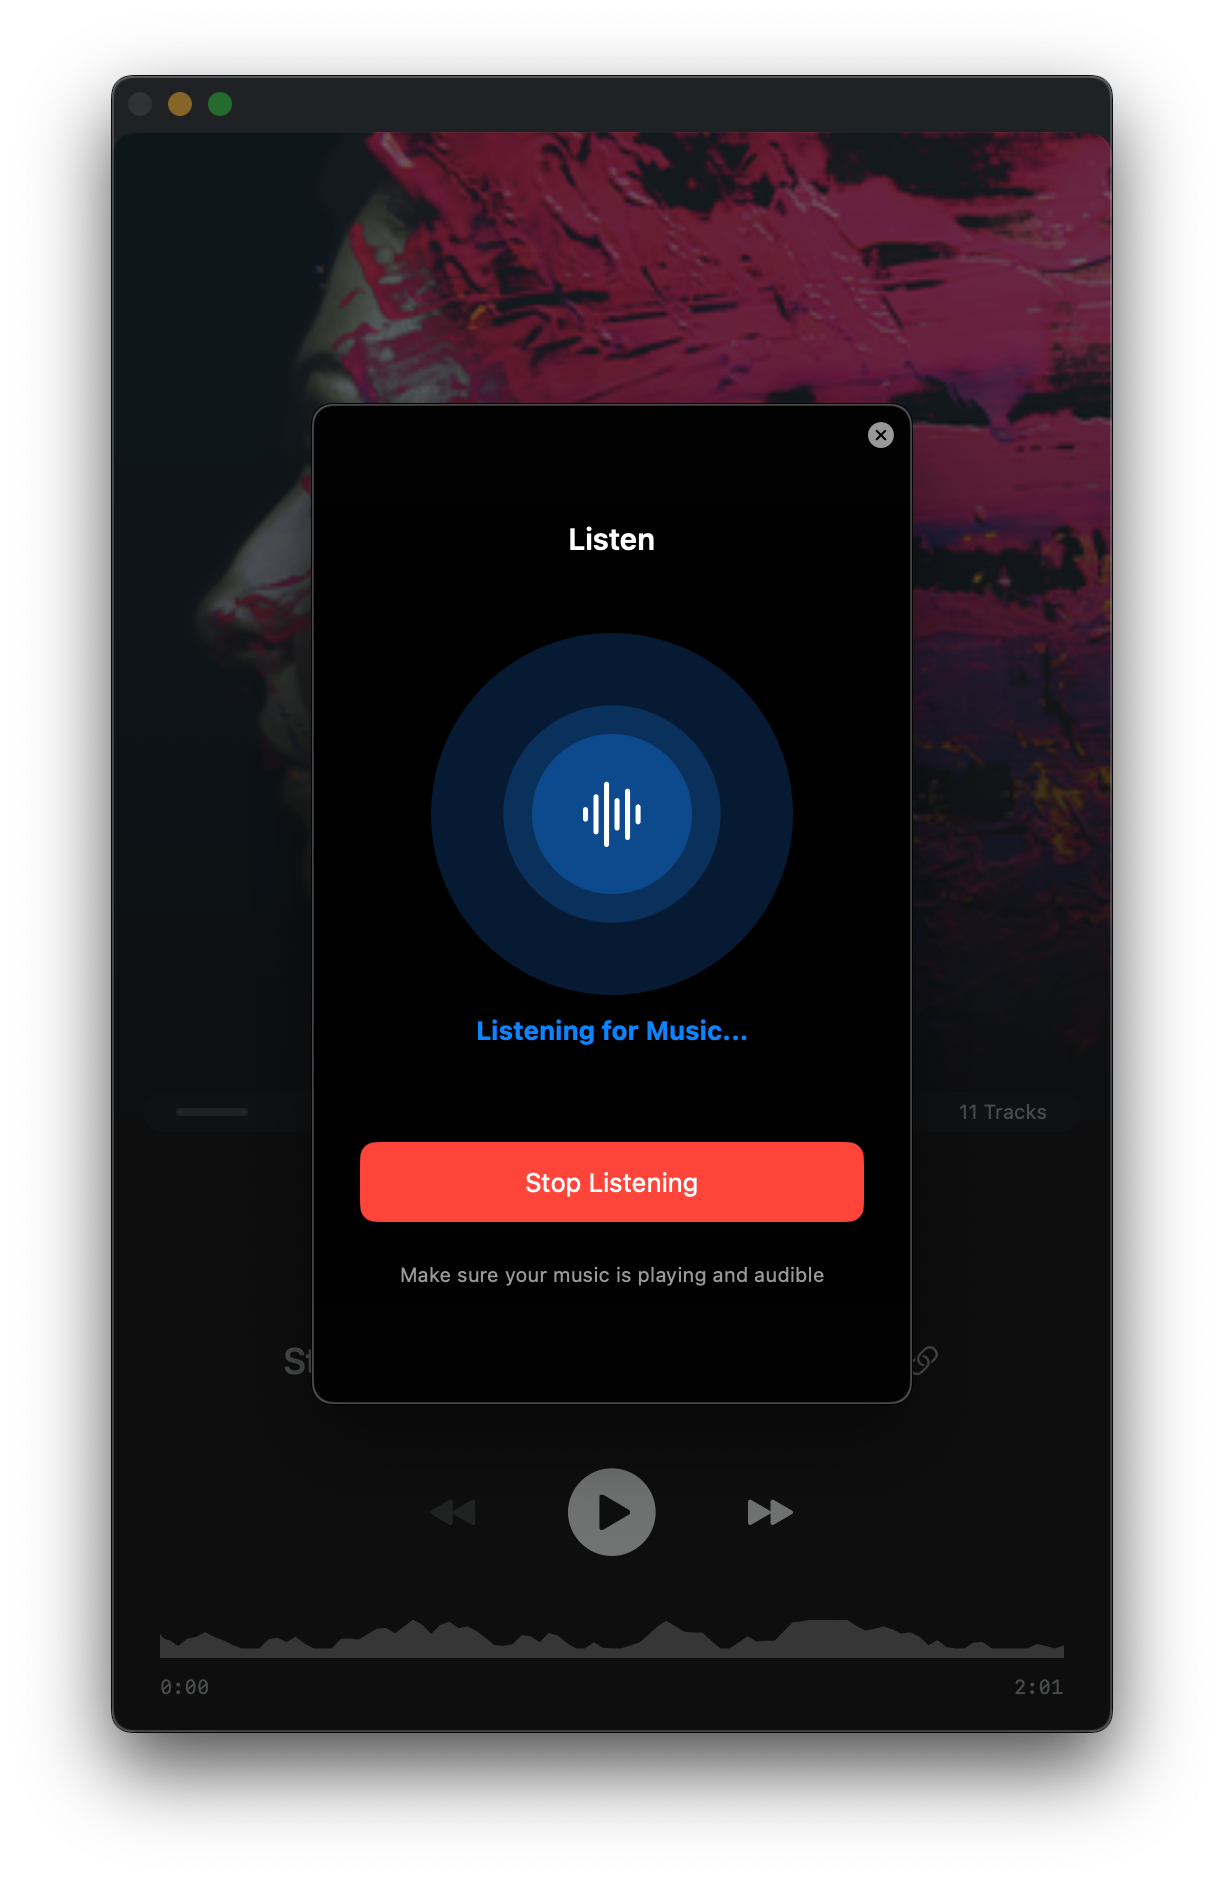 Listen
Listening for Music...
11 Tracks
Stop Listening
Make sure your music is playing and audible
0:00
2:01